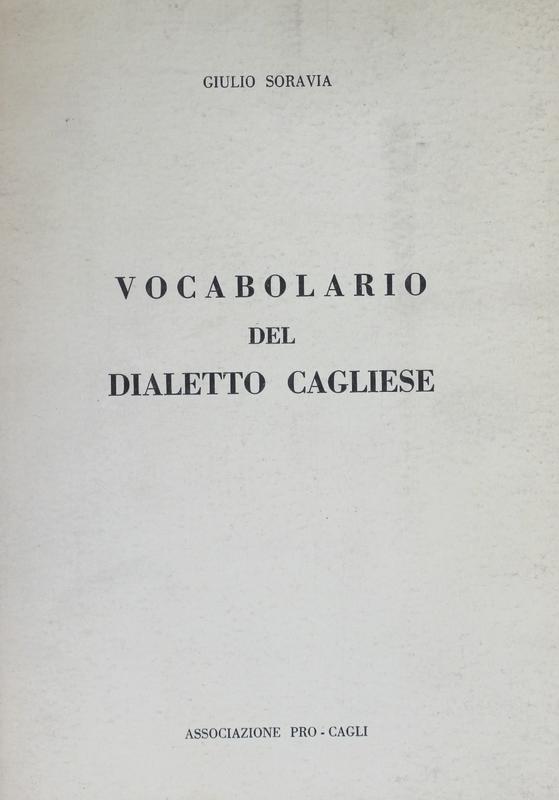 GIULIO SORAVIA
VOCABOLARIO
DEL
DIALETTO CAGLIESE
ASSOCIAZIONE PRO-CAGLI